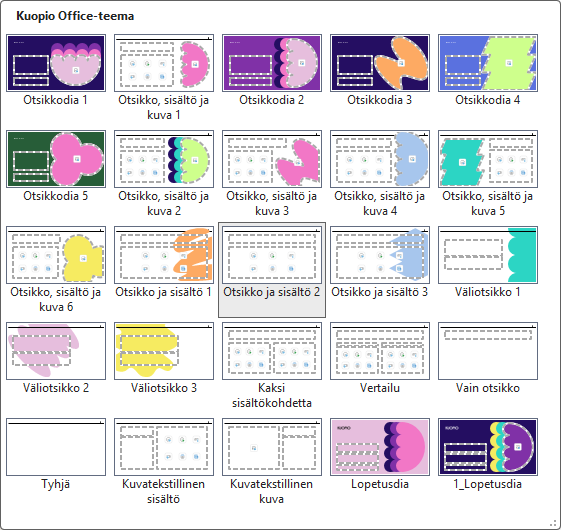 Kuopio Office-teema
Otsikkodia 1
Otsikko, sisältö ja
kuva 1
Otsikkodia 2
Otsikkodia 3
Otsikkodia 4
Otsikkodia 5
Otsikko, sisältö ja
kuva 2
Otsikko, sisältö ja
kuva 3
Otsikko, sisältö ja
kuva 4
Otsikko, sisältö ja
kuva 5
Otsikko, sisältö ja
kuva 6
Otsikko ja sisältö 1
Otsikko ja sisältö 2
Otsikko ja sisältö 3
Väliotsikko 1
Väliotsikko 2
Väliotsikko 3
Kaksi
sisältökohdetta
Vertailu
Vain otsikko
Tyhjä
Kuvatekstillinen
sisältö
Kuvatekstillinen
kuva
KUOPIO
Lopetusdia
KUOPIO
1_Lopetusdia